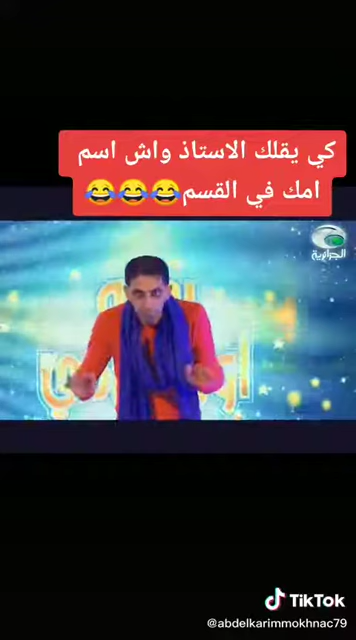 كي يقلك الاستاذ واش اسم
امك في القسم😂😂😂
الجزائرية
TikTok
@abdelkarimmokhnac79